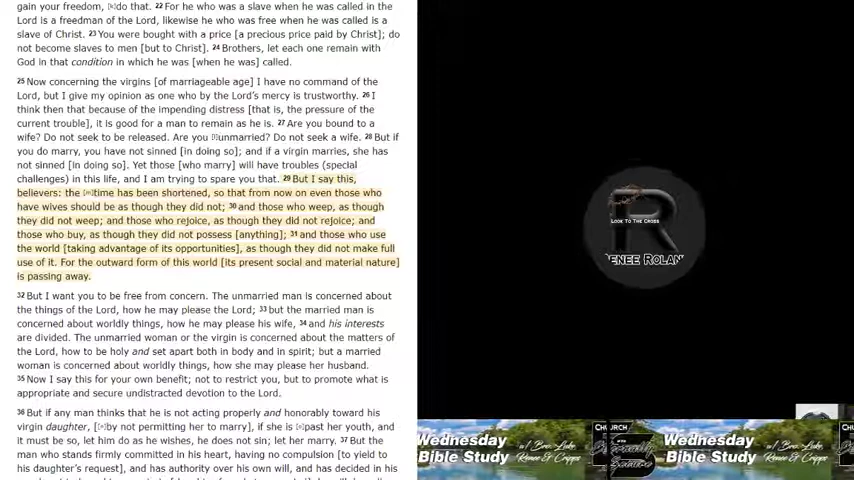 gain your freedom, do that. 22 For he who was a slave when he was called in the
Lord is a freedman of the Lord, likewise he who was free when he was called is a
slave of Christ. 23 You were bought with a price [a precious price paid by Christ]; do
not become slaves to men [but to Christ]. 24 Brothers, let each one remain with
God in that condition in which he was [when he was] called.
25 Now concerning the virgins [of marriageable age] I have no command of the
Lord, but I give my opinion as one who by the Lord's mercy is trustworthy. 26 I
think then that because of the impending distress [that is, the pressure of the
current trouble], it is good for a man to remain as he is. 27 Are you bound to a
wife? Do not seek to be released. Are you unmarried? Do not seek a wife. 28 But if
you do marry, you have not sinned [in doing so]; and if a virgin marries, she has
not sinned [in doing so]. Yet those [who marry] will have troubles (special
challenges) in this life, and I am trying to spare you that. 29 But I say this,
believers: the time has been shortened, so that from now on even those who
have wives should be as though they did not; 30 and those who weep, as though
they did not weep; and those who rejoice, as though they did not rejoice; and
those who buy, as though they did not possess [anything]; 31 and those who use
the world [taking advantage of its opportunities], as though they did not make full
use of it. For the outward form of this world [its present social and material nature]
is passing away.
32 But I want you to be free from concern. The unmarried man is concerned about
the things of the Lord, how he may please the Lord; 33 but the married man is
concerned about worldly things, how he may please his wife, 34 and his interests
are divided. The unmarried woman or the virgin is concerned about the matters of
the Lord, how to be holy and set apart both in body and in spirit; but a married
woman is concerned about worldly things, how she may please her husband.
35 Now I say this for your own benefit; not to restrict you, but to promote what is
appropriate and secure undistracted devotion to the Lord.
36 But if any man thinks that he is not acting properly and honorably toward his
virgin daughter, [by not permitting her to marry], if she is past her youth, and
it must be so, let him do as he wishes, he does not sin; let her marry. 37 But the
man who stands firmly committed in his heart, having no compulsion [to yield to
his daughter's request], and has authority over his own will, and has decided in his
R
LOOK TO THE CROSS
RENEE ROLAN
Wednesday
Bible Study
w/ Bro. Luke,
Renee & Cripps
CHURCH
Wednesday
Bible Study
w/ Bro. Luke,
Renee & Cripps
CHURCH